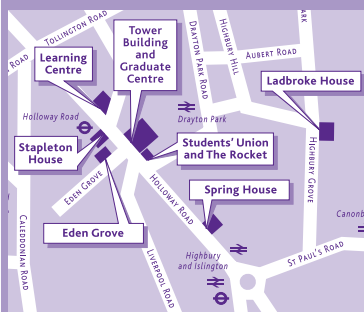 TOLLINGTON ROAD
ROAD
Tower
Building
and
Graduate
Centre
DRAYTON PARK ROAD
HIGHBURY HILL
ARK
AUBERT ROAD
Learning
Centre
Ladbroke House
Holloway Road
Drayton Park
Stapleton
House
Students' Union
and The Rocket
HIGHBURY GROVE
EDEN GROVE
HOLLOWAY ROAD
Spring House
Eden Grove
CALEDONIAN ROAD
LIVERPOOL ROAD
Highbury
and Islington
ST PAUL'S ROAD
Canonb